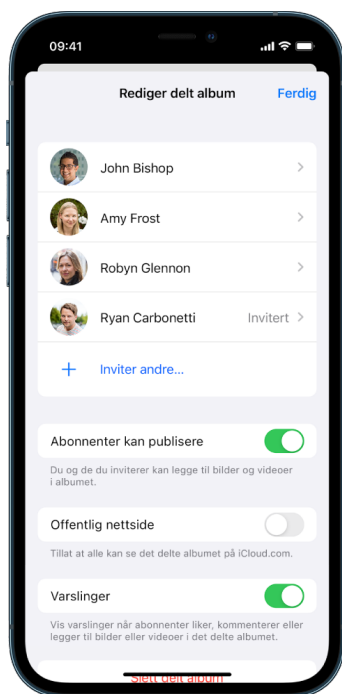 09:41
Rediger delt album Ferdig
John Bishop
Amy Frost
Robyn Glennon
Ryan Carbonetti Invitert
Inviter andre...
Abonnenter kan publisere
Du og de du inviterer kan legge til bilder og videoer
i albumet.
Offentlig nettside
Tillat at alle kan se det delte albumet på iCloud.com.
Varslinger
Vis varslinger når abonnenter liker, kommenterer eller
legger til bilder eller videoer i det delte albumet.
Slett delt album